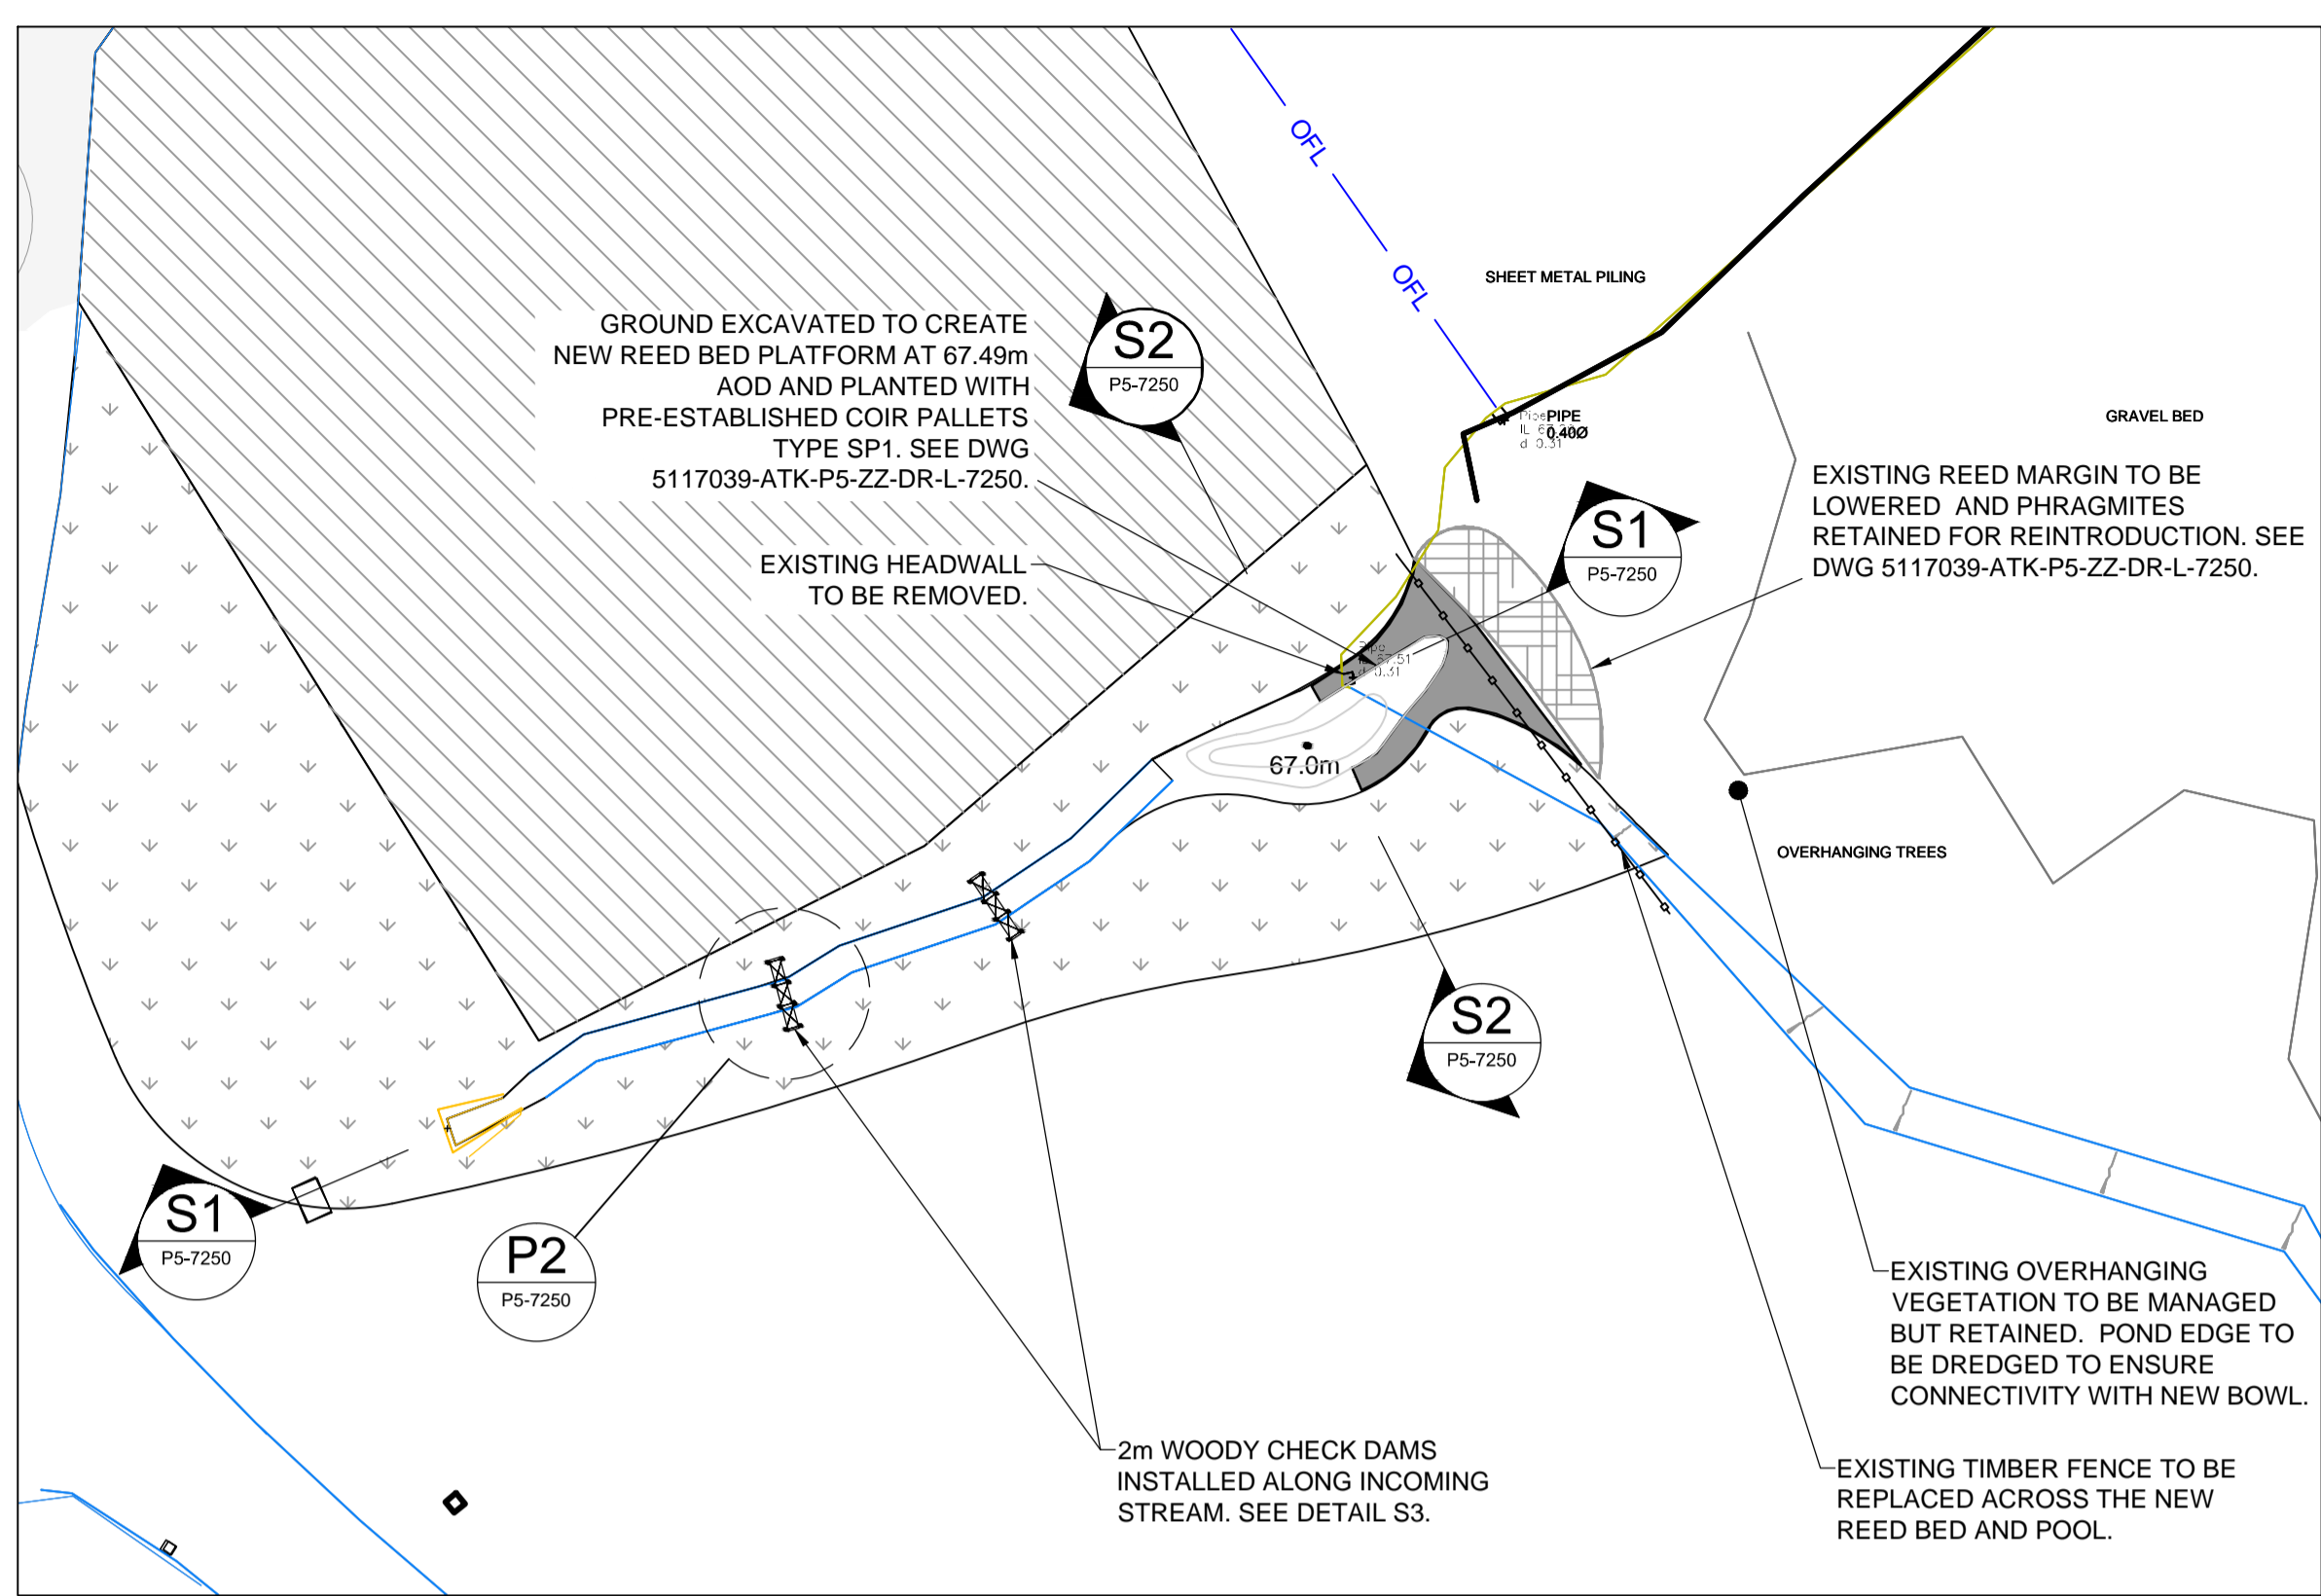 OFL
OFL
SHEET METAL PILING
GROUND EXCAVATED TO CREATE
NEW REED BED PLATFORM AT 67.49m
AOD AND PLANTED WITH
PRE-ESTABLISHED COIR PALLETS
TYPE SP1. SEE DWG
5117039-ATK-P5-ZZ-DR-L-7250.
S2
P5-7250
PIPE
0.40Ø
d 0.31
GRAVEL BED
EXISTING REED MARGIN TO BE
LOWERED AND PHRAGMITES
RETAINED FOR REINTRODUCTION. SEE
DWG 5117039-ATK-P5-ZZ-DR-L-7250.
S1
P5-7250
EXISTING HEADWALL
TO BE REMOVED.
67.0m
OVERHANGING TREES
S2
P5-7250
S1
P5-7250
P2
P5-7250
EXISTING OVERHANGING
VEGETATION TO BE MANAGED
BUT RETAINED. POND EDGE TO
BE DREDGED TO ENSURE
CONNECTIVITY WITH NEW BOWL.
2m WOODY CHECK DAMS
INSTALLED ALONG INCOMING
STREAM. SEE DETAIL S3.
EXISTING TIMBER FENCE TO BE
REPLACED ACROSS THE NEW
REED BED AND POOL.